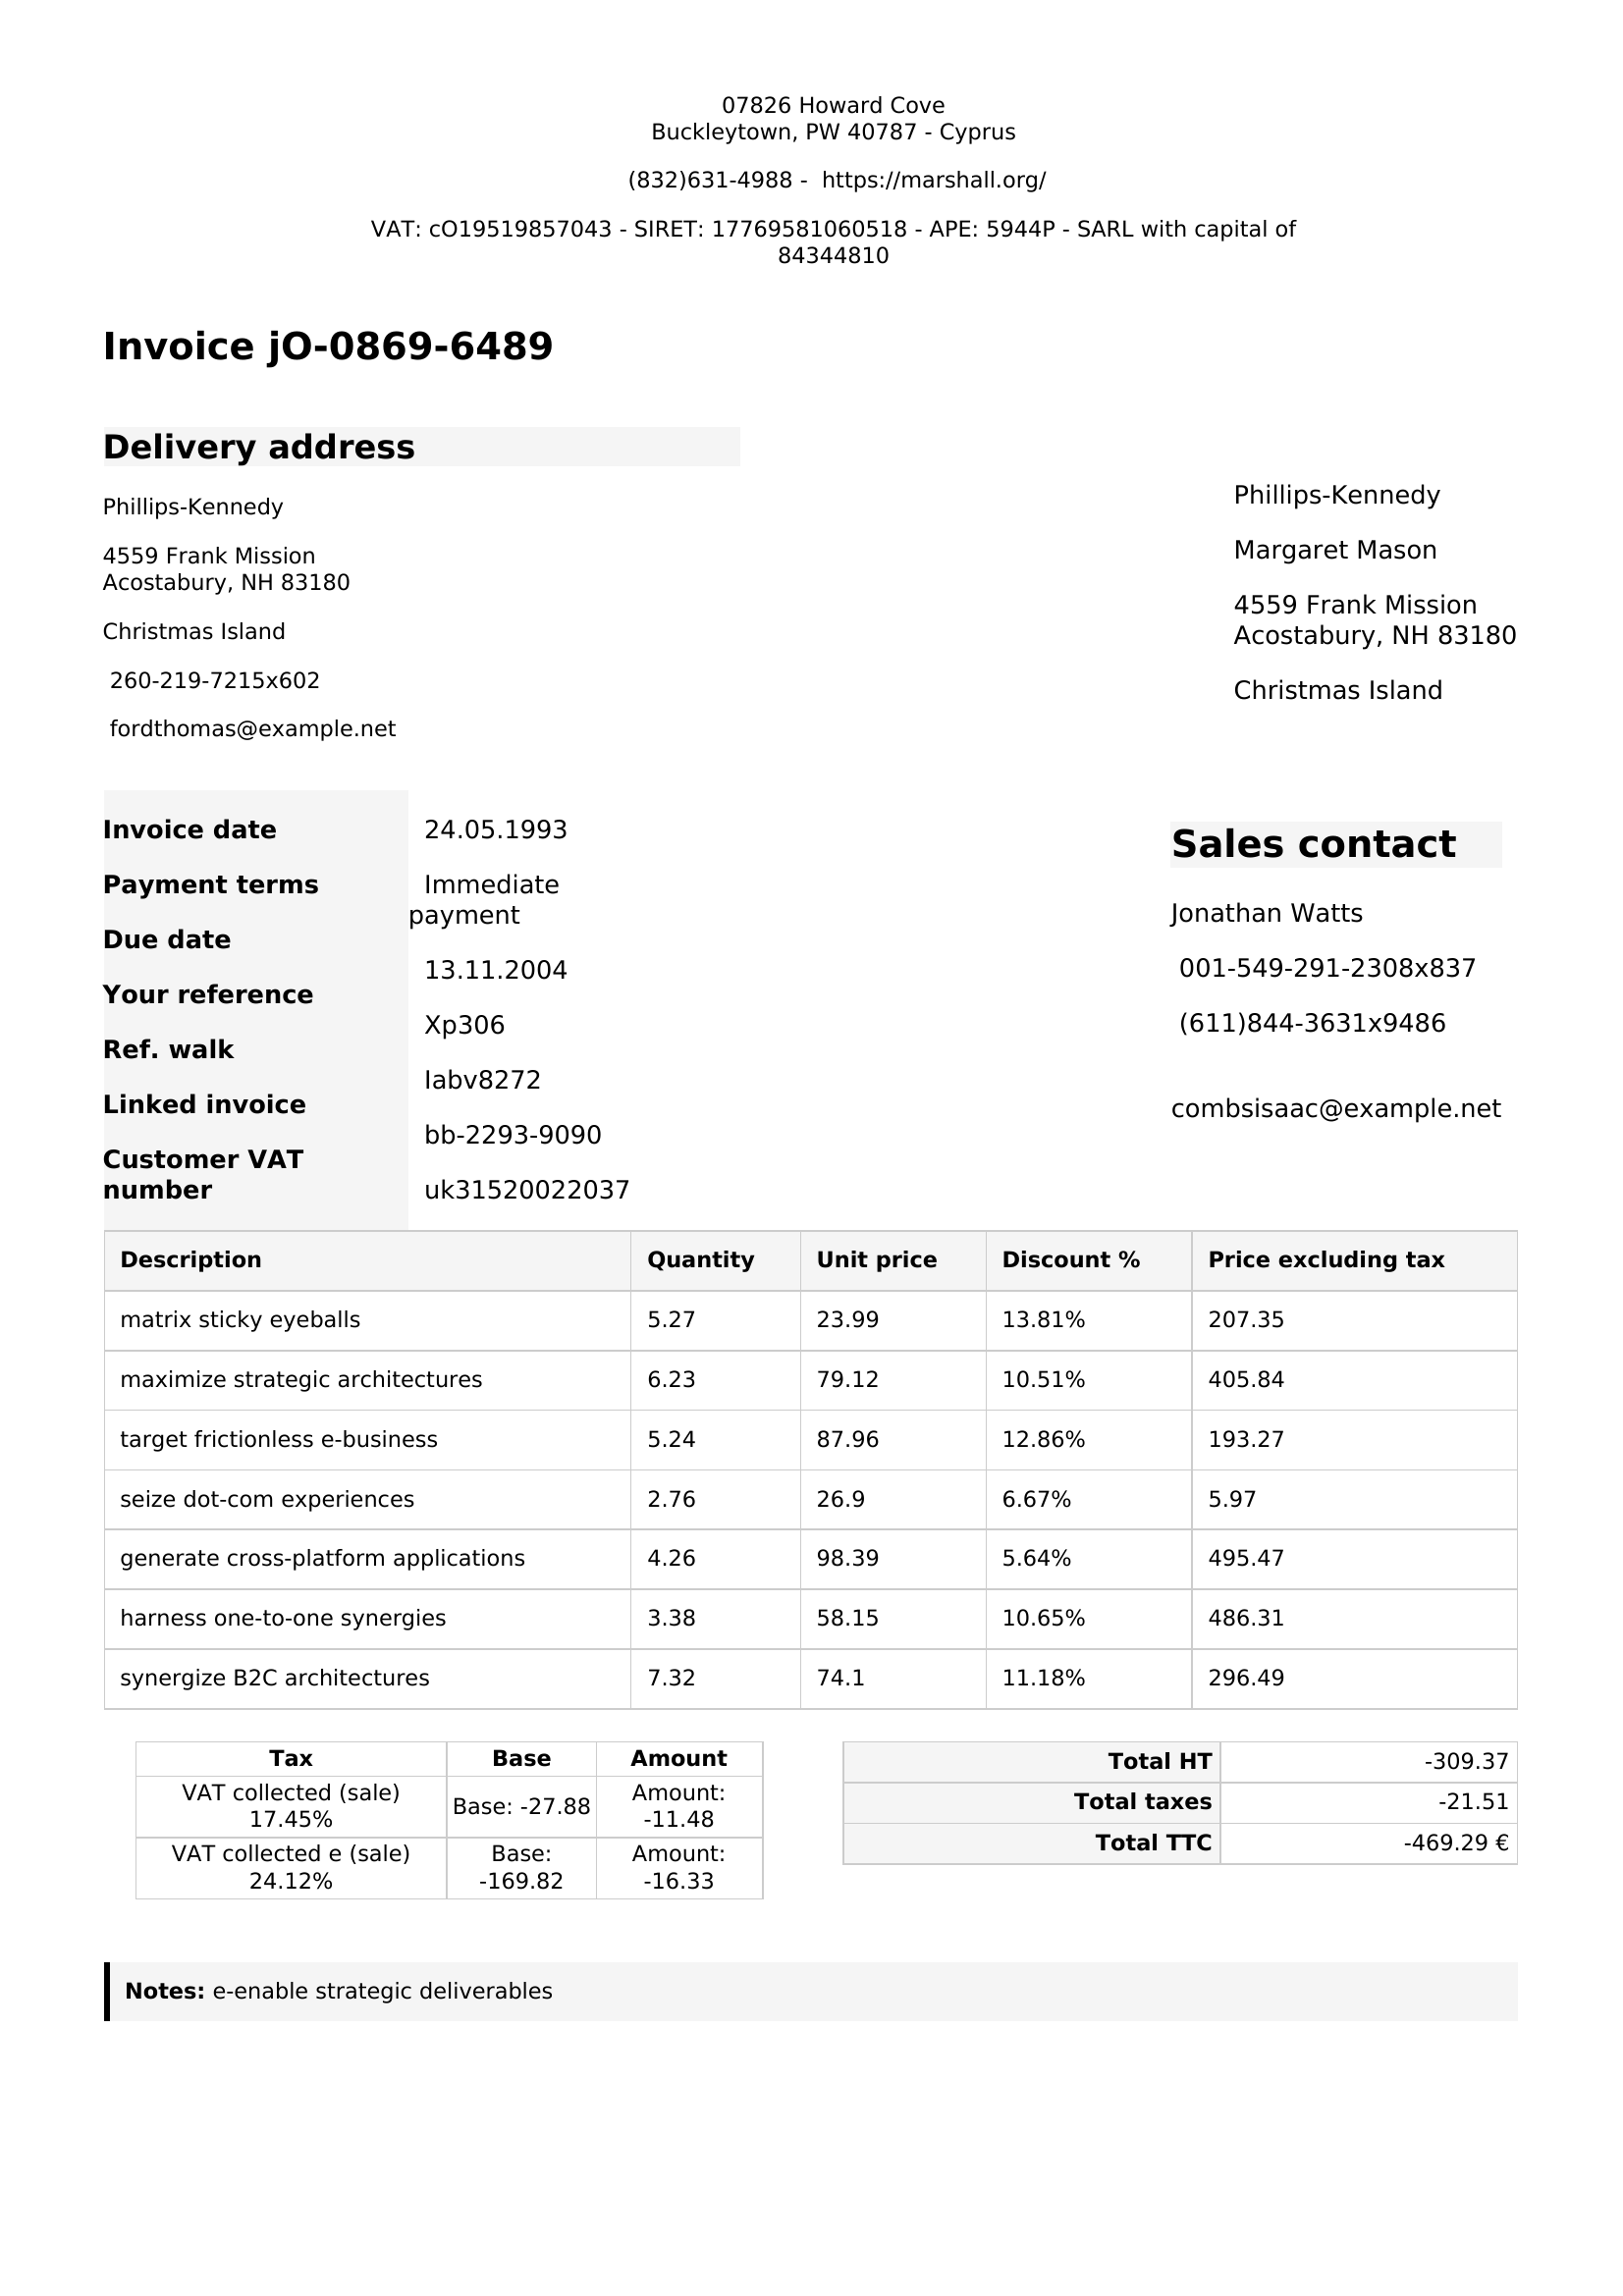 07826 Howard Cove
Buckleytown, PW 40787 - Cyprus
(832)631-4988 - https://marshall.org/
VAT: cO19519857043 - SIRET: 17769581060518 - APE: 5944P - SARL with capital of
84344810
Invoice jO-0869-6489
Delivery address
Phillips-Kennedy
4559 Frank Mission
Acostabury, NH 83180
Christmas Island
260-219-7215x602
fordthomas@example.net
Phillips-Kennedy
Margaret Mason
4559 Frank Mission
Acostabury, NH 83180
Christmas Island
Invoice date
Payment terms
Due date
Your reference
Ref. walk
Linked invoice
Customer VAT
number
24.05.1993
Immediate
payment
13.11.2004
Xp306
Iabv8272
bb-2293-9090
uk31520022037
Sales contact
Jonathan Watts
001-549-291-2308x837
(611)844-3631x9486
combsisaac@example.net
Description Quantity Unit price Discount % Price excluding tax
matrix sticky eyeballs 5.27 23.99 13.81% 207.35
maximize strategic architectures 6.23 79.12 10.51% 405.84
target frictionless e-business 5.24 87.96 12.86% 193.27
seize dot-com experiences 2.76 26.9 6.67% 5.97
generate cross-platform applications 4.26 98.39 5.64% 495.47
harness one-to-one synergies 3.38 58.15 10.65% 486.31
synergize B2C architectures 7.32 74.1 11.18% 296.49
Tax Base Amount
VAT collected (sale)
17.45%
Base: -27.88
Amount:
-11.48
VAT collected e (sale)
24.12%
Base:
-169.82
Amount:
-16.33
Total HT -309.37
Total taxes -21.51
Total TTC -469.29 €
Notes: e-enable strategic deliverables